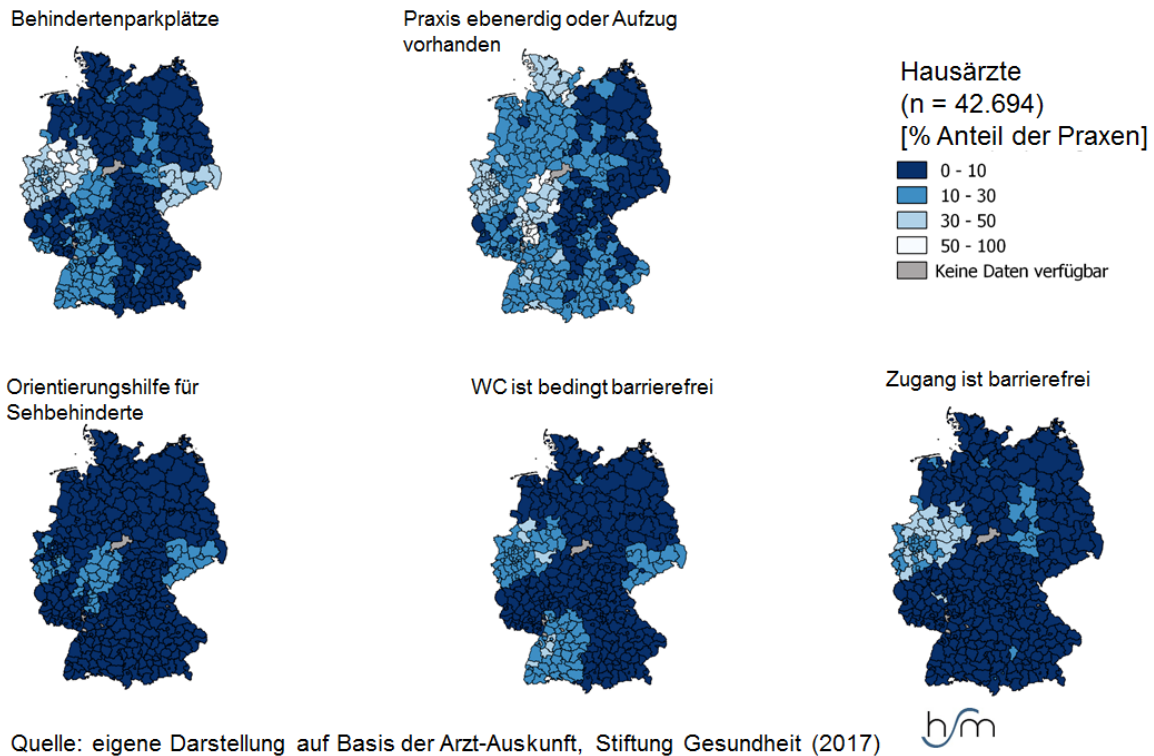 Behindertenparkplätze
Praxis ebenerdig oder Aufzug
vorhanden
Hausärzte
(n = 42.694)
[% Anteil der Praxen]
0 - 10
10 - 30
30 - 50
50 - 100
Keine Daten verfügbar
Orientierungshilfe für
Sehbehinderte
WC ist bedingt barrierefrei
Zugang ist barrierefrei
hsm
Quelle: eigene Darstellung auf Basis der Arzt-Auskunft, Stiftung Gesundheit (2017)